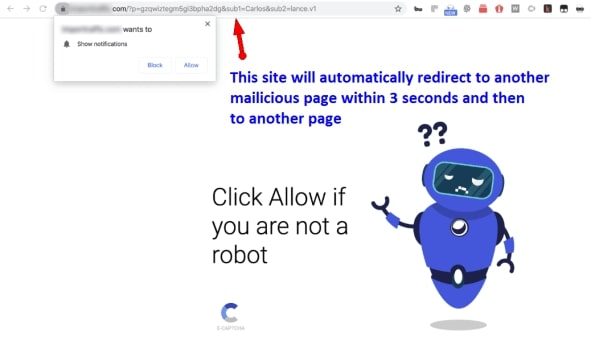 .com/?p=gzqwiztegm5gi3bpha2dg&sub1=Carlos&sub2=lance.v1
wants to
Show notifications
Block Allow
NEW
This site will automatically redirect to another
mailicious page within 3 seconds and then
to another page
??
Click Allow if
you are not a
robot
E-CAPTCHA